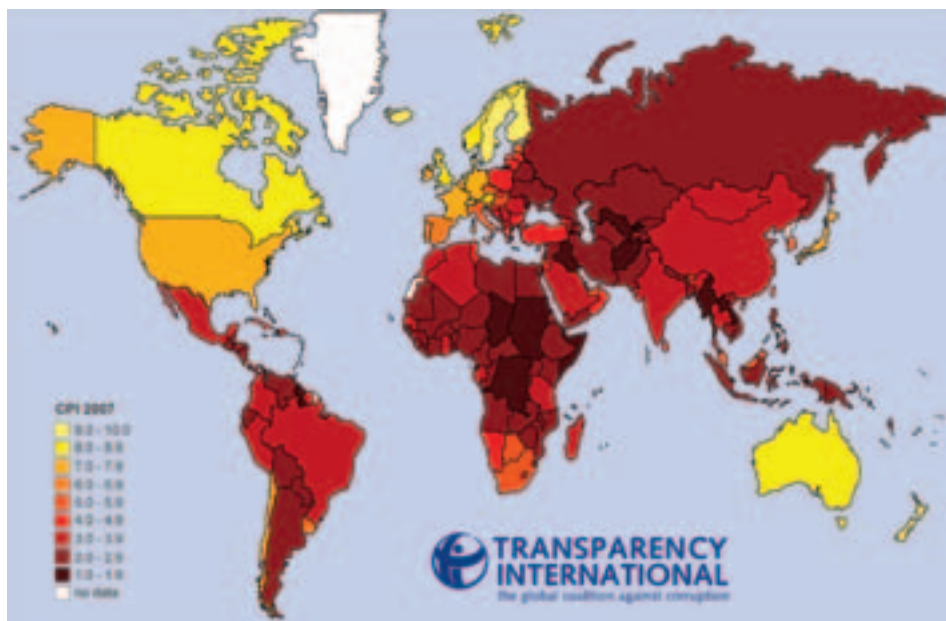 CPI 2007
9.0 - 10.0
8.0 - 8.9
7.0 - 7.9
6.0 - 6.9
5.0 - 5.9
4.0 - 4.9
3.0 - 3.9
2.0 - 2.9
1.0 - 1.9
no data
TRANSPARENCY
INTERNATIONAL
the global coalition against corruption